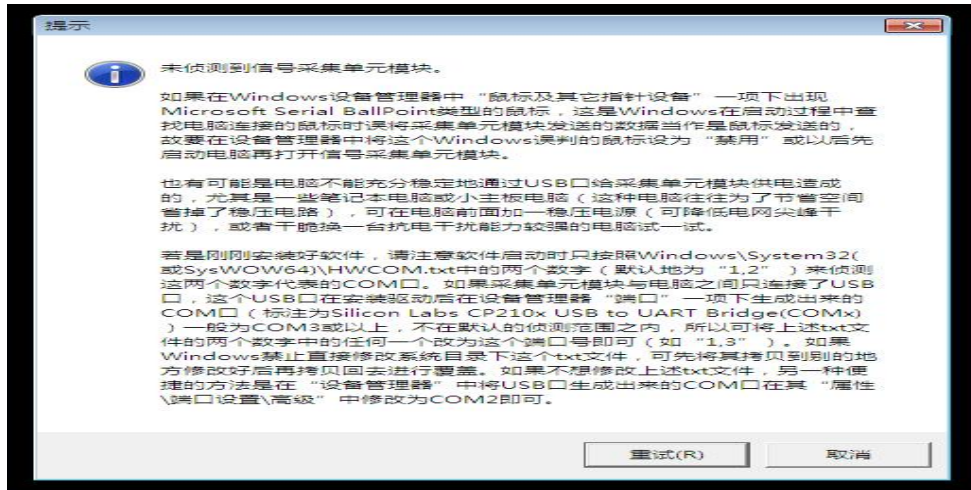 提示
未侦测到信号采集单元模块。
如果在Windows设备管理器中“鼠标及其它指针设备”一项下出现
Microsoft Serial BallPoint类型的鼠标，这是Windows在启动过程中查
找电脑连接的鼠标时误将采集单元模块发送的数据当作是鼠标发送的，
故要在设备管理器中将这个Windows误判的鼠标设为“禁用”或以后先
启动电脑再打开信号采集单元模块。
也有可能是电脑不能充分稳定地通过USB口给采集单元模块供电造成
的，尤其是一些笔记本电脑或小主板电脑（这种电脑往往为了节省空间
省掉了稳压电路），可在电脑前面加一稳压电源（可降低电网尖峰干
扰），或者干脆换一台抗电干扰能力较强的电脑试一试。
若是刚刚安装好软件，请注意软件启动时只按照Windows\System32(
或SysWOW64)\HWCOM.txt中的两个数字（默认地为“1,2”）来侦测
这两个数字代表的COM口。如果采集单元模块与电脑之间只连接了USB
口，这个USB口在安装驱动后在设备管理器“端口”一项下生成出来的
COM口（标注为Silicon Labs CP210x USB to UART Bridge(COMx)
）一般为COM3或以上，不在默认的侦测范围之内，所以可将上述txt文
件的两个数字中的任何一个改为这个端口号即可（如“1,3”）。如果
Windows禁止直接修改系统目录下这个txt文件，可先将其拷贝到别的地
方修改好后再拷贝回去进行覆盖。如果不想修改上述txt文件，另一种便
捷的方法是在“设备管理器”中将USB口生成出来的COM口在其“属性
\端口设置\高级”中修改为COM2即可。
重试(R)
取消